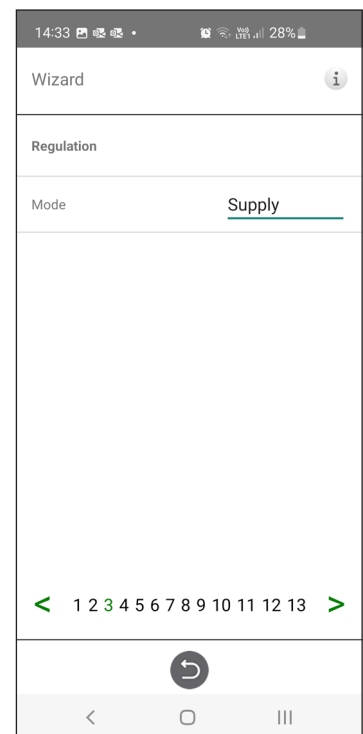 14:33 28%
Wizard i
Regulation
Mode Supply
< 1 2 3 4 5 6 7 8 9 10 11 12 13 >